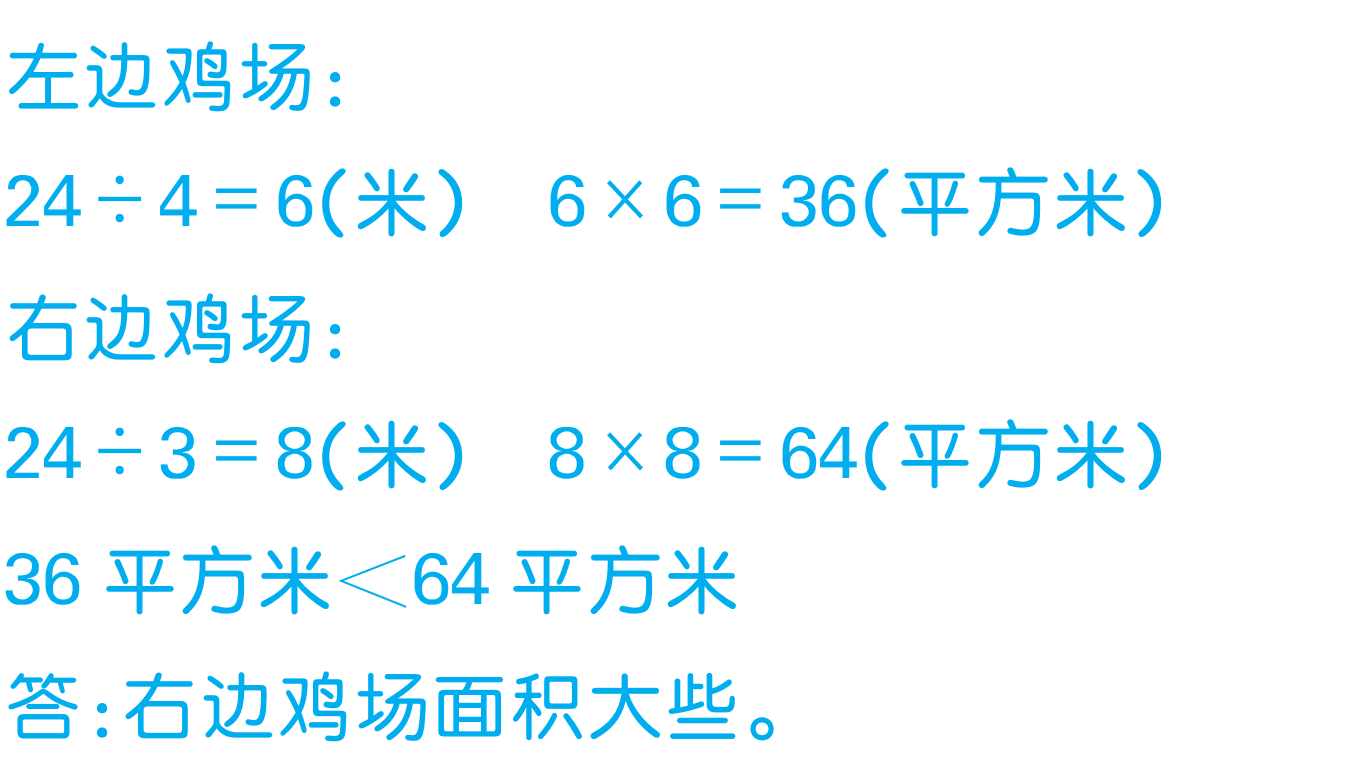 左边鸡场:
24÷4=6(米) 6×6=36(平方米)
右边鸡场:
24÷3=8(米) 8×8=64(平方米)
36 平方米<64 平方米
答:右边鸡场面积大些。